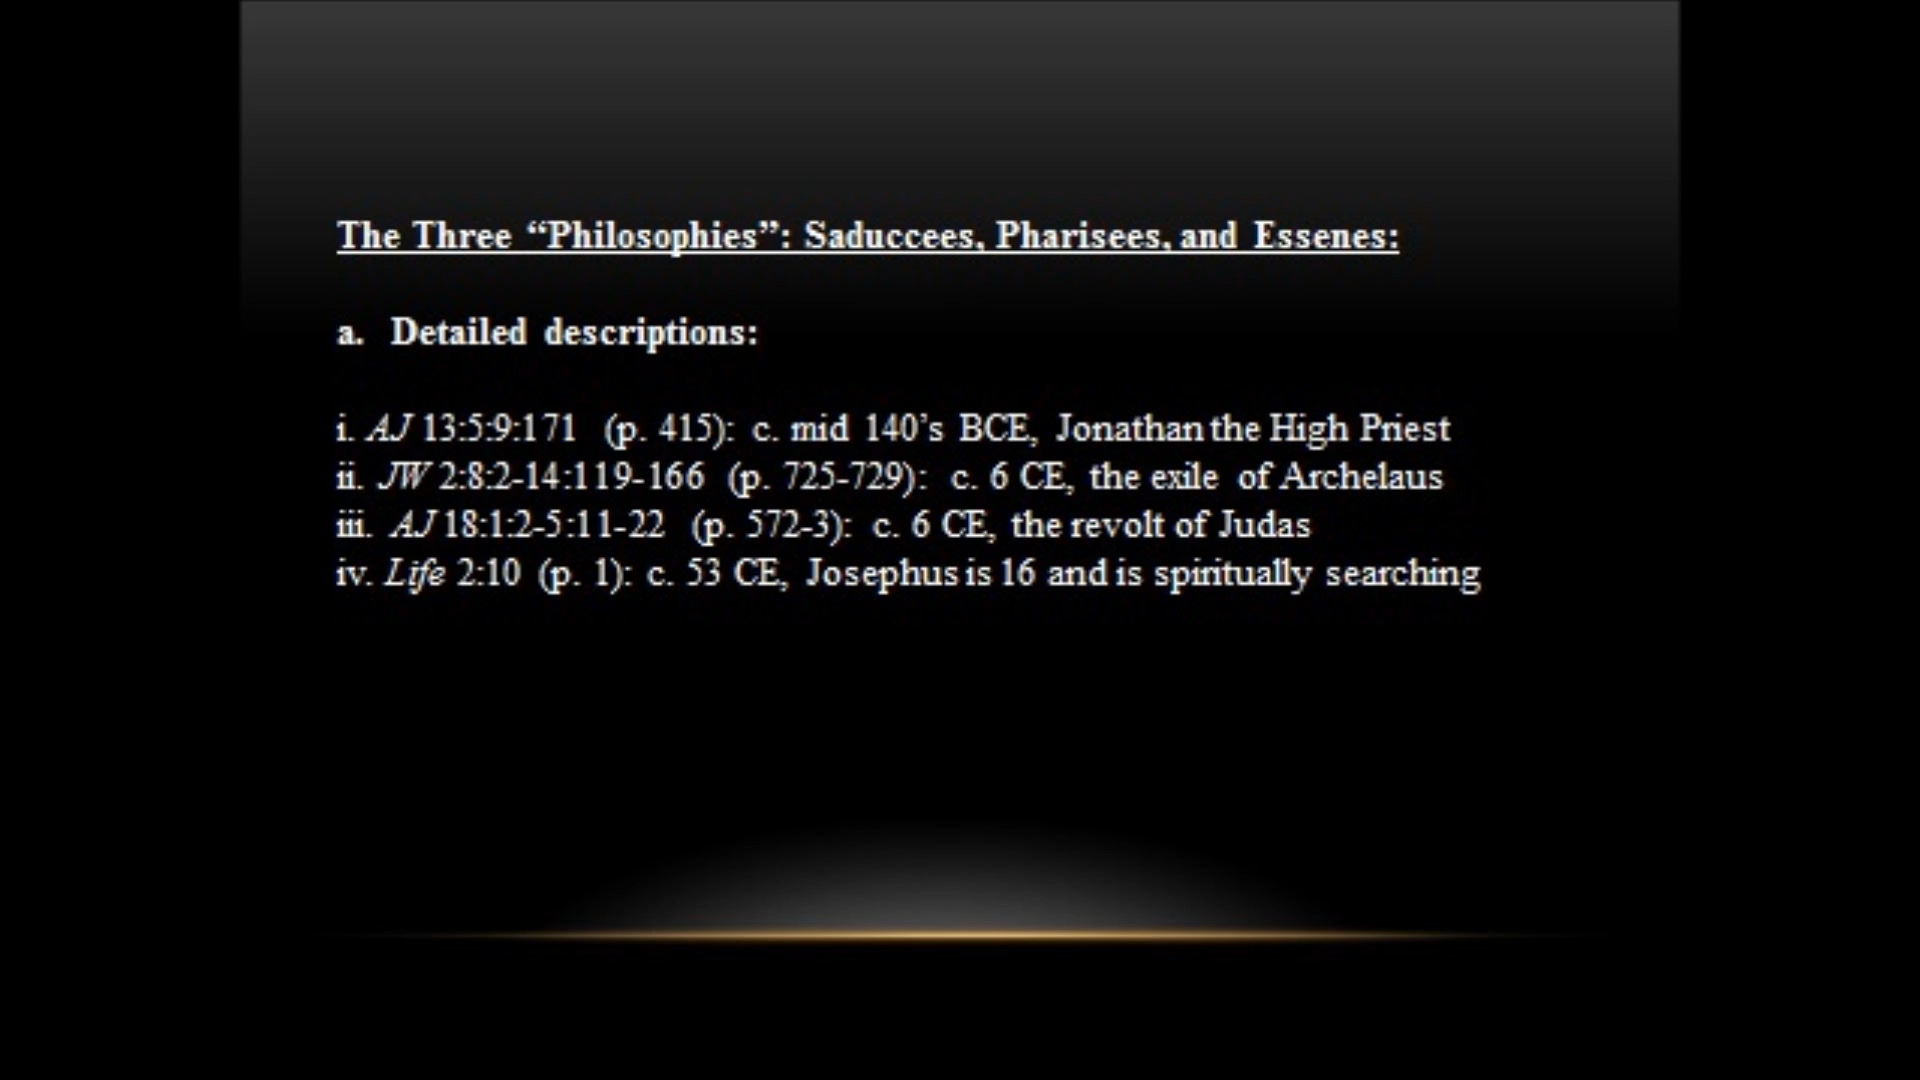 The Three “Philosophies”: Saduccees, Pharisees, and Essenes:
a. Detailed descriptions:
i. AJ 13:5:9:171 (p. 415): c. mid 140’s BCE, Jonathan the High Priest
ii. JW 2:8:2-14:119-166 (p. 725-729): c. 6 CE, the exile of Archelaus
iii. AJ 18:1:2-5:11-22 (p. 572-3): c. 6 CE, the revolt of Judas
iv. Life 2:10 (p. 1): c. 53 CE, Josephus is 16 and is spiritually searching